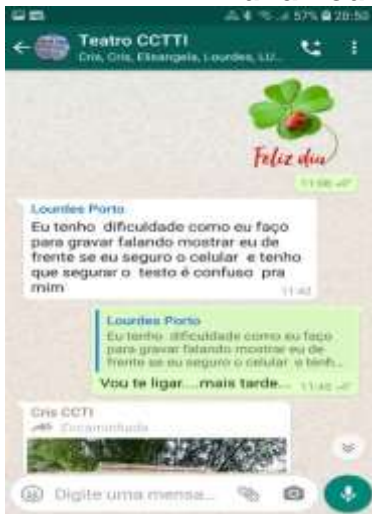 57% 20:50
Teatro CCTTI
Cris, Cris, Elisangela, Lourdes, LU...
Feliz dia
11:00
Lourdes Porto
Eu tenho dificuldade como eu faço
para gravar falando mostrar eu de
frente se eu seguro o celular e tenho
que segurar o testo é confuso pra
mim
11:42
Lourdes Porto
Eu tenho dificuldade como eu faço
para gravar falando mostrar eu de
frente se eu seguro o celular e tenh...
Vou te ligar....mais tarde...
Cris CCTI
Encaminhada
Digite uma mensa...